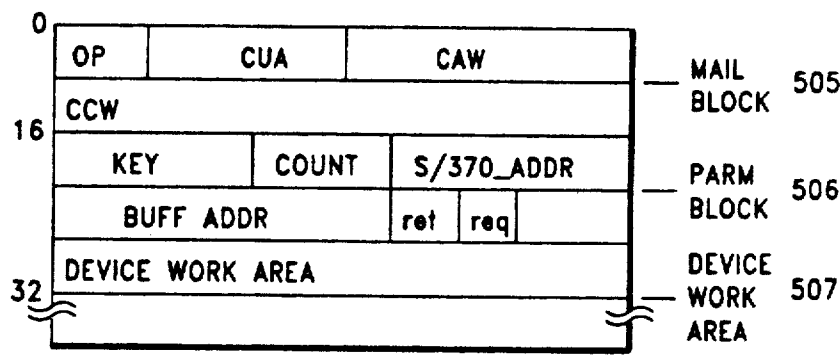 0
OP CUA CAW
MAIL BLOCK 505
CCW
16
KEY COUNT S/370_ADDR
PARM BLOCK 506
BUFF ADDR ret req
DEVICE WORK AREA
32
DEVICE WORK AREA 507